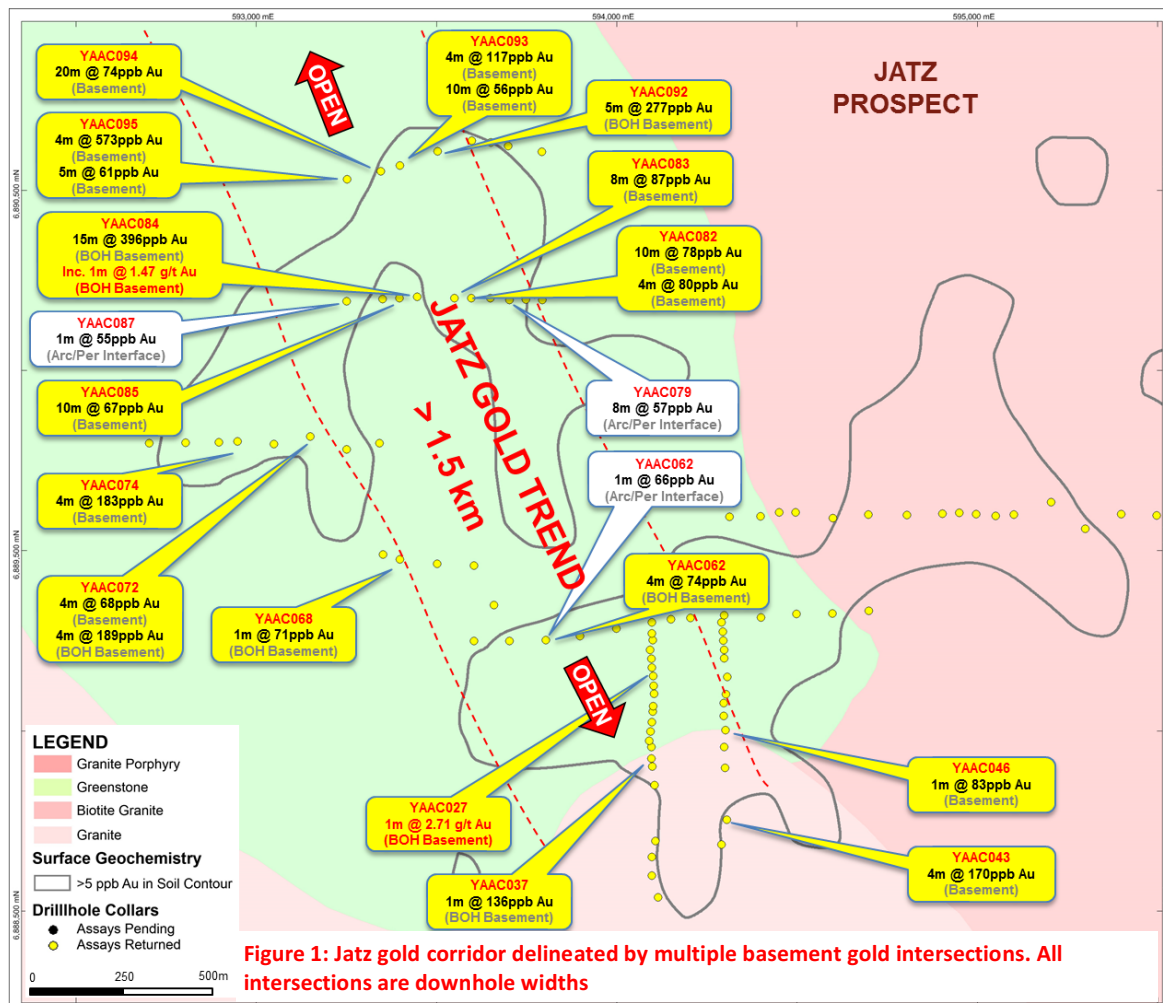 593,000 mE
594,000 mE
595,000 mE
6,890,500 mN
6,889,500 mN
6,888,500 mN
JATZ
PROSPECT
OPEN
YAAC094
20m @ 74ppb Au
(Basement)
YAAC093
4m @ 117ppb Au
(Basement)
10m @ 56ppb Au
(Basement)
YAAC092
5m @ 277ppb Au
(BOH Basement)
YAAC095
4m @ 573ppb Au
(Basement)
5m @ 61ppb Au
(Basement)
YAAC083
8m @ 87ppb Au
(Basement)
YAAC084
15m @ 396ppb Au
(BOH Basement)
Inc. 1m @ 1.47 g/t Au
(BOH Basement)
YAAC082
10m @ 78ppb Au
(Basement)
4m @ 80ppb Au
(Basement)
YAAC087
1m @ 55ppb Au
(Arc/Per Interface)
YAAC085
10m @ 67ppb Au
(Basement)
YAAC079
8m @ 57ppb Au
(Arc/Per Interface)
JATZ GOLD TREND
> 1.5 km
YAAC074
4m @ 183ppb Au
(Basement)
YAAC062
1m @ 66ppb Au
(Arc/Per Interface)
YAAC072
4m @ 68ppb Au
(Basement)
4m @ 189ppb Au
(BOH Basement)
YAAC068
1m @ 71ppb Au
(BOH Basement)
YAAC062
4m @ 74ppb Au
(BOH Basement)
OPEN
YAAC027
1m @ 2.71 g/t Au
(BOH Basement)
YAAC046
1m @ 83ppb Au
(Basement)
YAAC037
1m @ 136ppb Au
(BOH Basement)
YAAC043
4m @ 170ppb Au
(Basement)
LEGEND
Granite Porphyry
Greenstone
Biotite Granite
Granite
Surface Geochemistry
>5 ppb Au in Soil Contour
Drilllhole Collars
Assays Pending
Assays Returned
0 250 500m
Figure 1: Jatz gold corridor delineated by multiple basement gold intersections. All
intersections are downhole widths